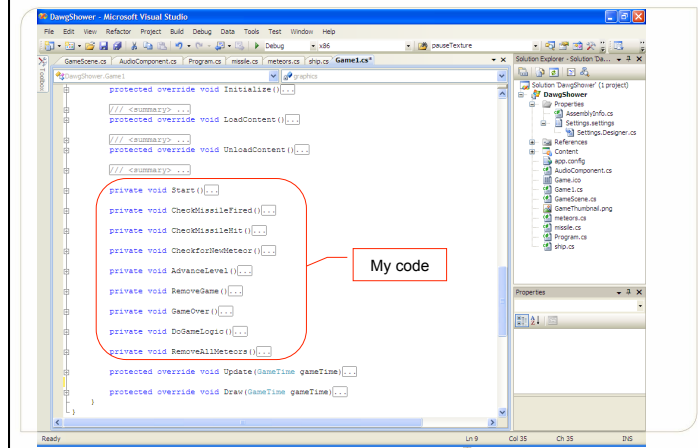 DawgShower - Microsoft Visual Studio
File Edit View Refactor Project Build Debug Data Tools Test Window Help
Debug x86 pauseTexture
GameScene.cs AudioComponent.cs Program.cs missile.cs meteors.cs ship.cs Game1.cs*
Toolbox
DawgShower.Game1 graphics
protected override void Initialize()...
/// <summary> ...
protected override void LoadContent()...
/// <summary> ...
protected override void UnloadContent()...
/// <summary> ...
private void Start()...
private void CheckMissileFired()...
private void CheckMissileHit()...
private void CheckforNewMeteor()...
private void AdvanceLevel()...
private void RemoveGame()...
private void GameOver()...
private void DoGameLogic()...
private void RemoveAllMeteors()...
protected override void Update(GameTime gameTime)...
protected override void Draw(GameTime gameTime)...
}
}
My code
Solution Explorer - Solution 'Da...
Solution 'DawgShower' (1 project)
DawgShower
Properties
AssemblyInfo.cs
Settings.settings
Settings.Designer.cs
References
Content
app.config
AudioComponent.cs
Game.ico
Game1.cs
GameScene.cs
GameThumbnail.png
meteors.cs
missile.cs
Program.cs
ship.cs
Properties
Ready Ln 9 Col 35 Ch 35 INS